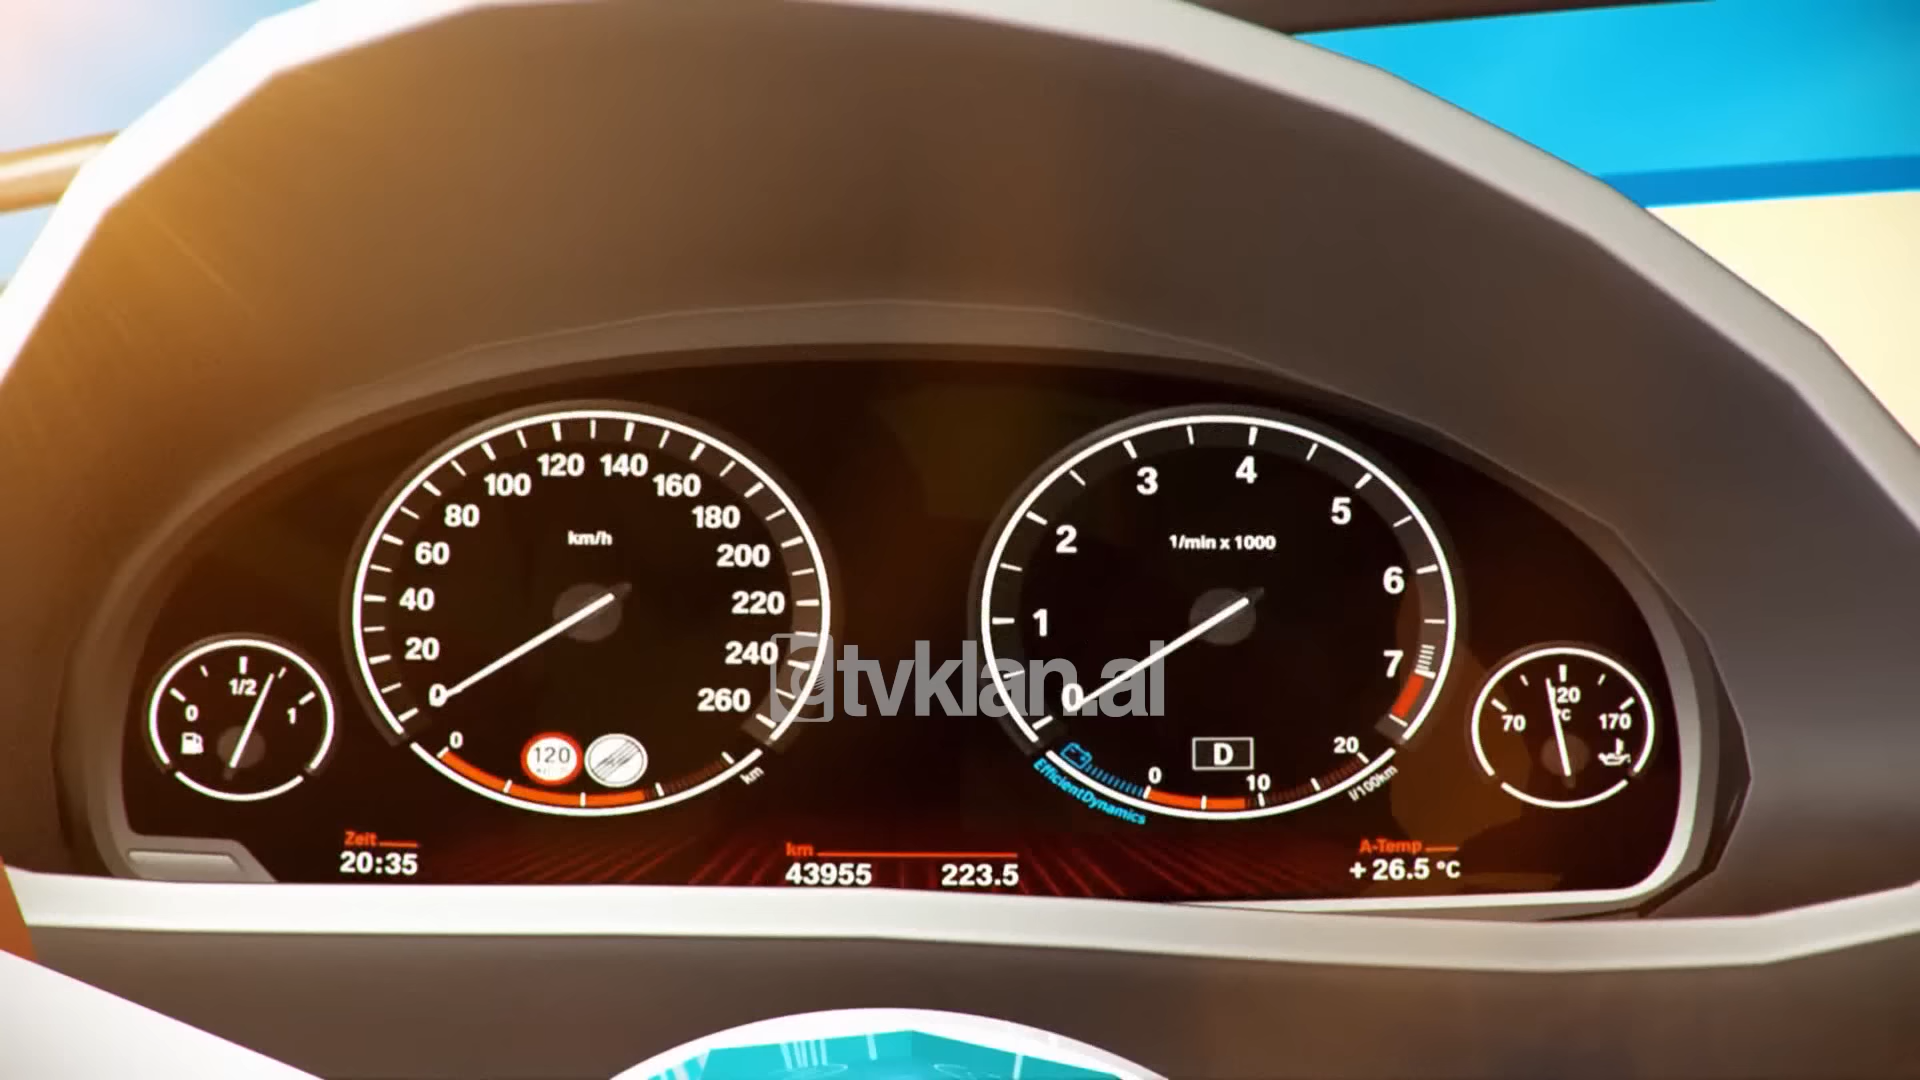 100 120 140 160
80 180
60 km/h 200
40 220
20 240
0 260
0 120 km
3 4 5
2 1/min x 1000 6
1 7
0
D
EfficientDynamics 0 10 20 l/100km
0 1/2 1
70 120 °C 170
tvklan.al
Zeit
20:35
km
43955 223.5
A-Temp
+ 26.5 °C